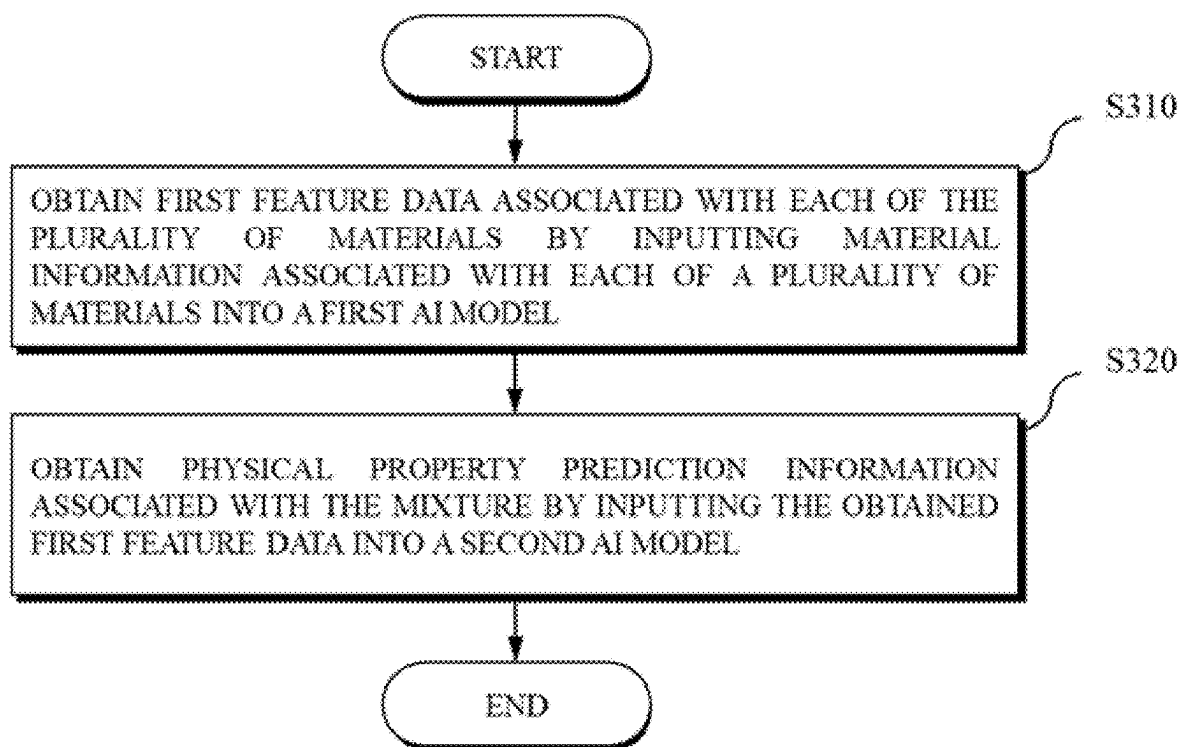 START
S310
OBTAIN FIRST FEATURE DATA ASSOCIATED WITH EACH OF THE
PLURALITY OF MATERIALS BY INPUTTING MATERIAL
INFORMATION ASSOCIATED WITH EACH OF A PLURALITY OF
MATERIALS INTO A FIRST AI MODEL
S320
OBTAIN PHYSICAL PROPERTY PREDICTION INFORMATION
ASSOCIATED WITH THE MIXTURE BY INPUTTING THE OBTAINED
FIRST FEATURE DATA INTO A SECOND AI MODEL
END